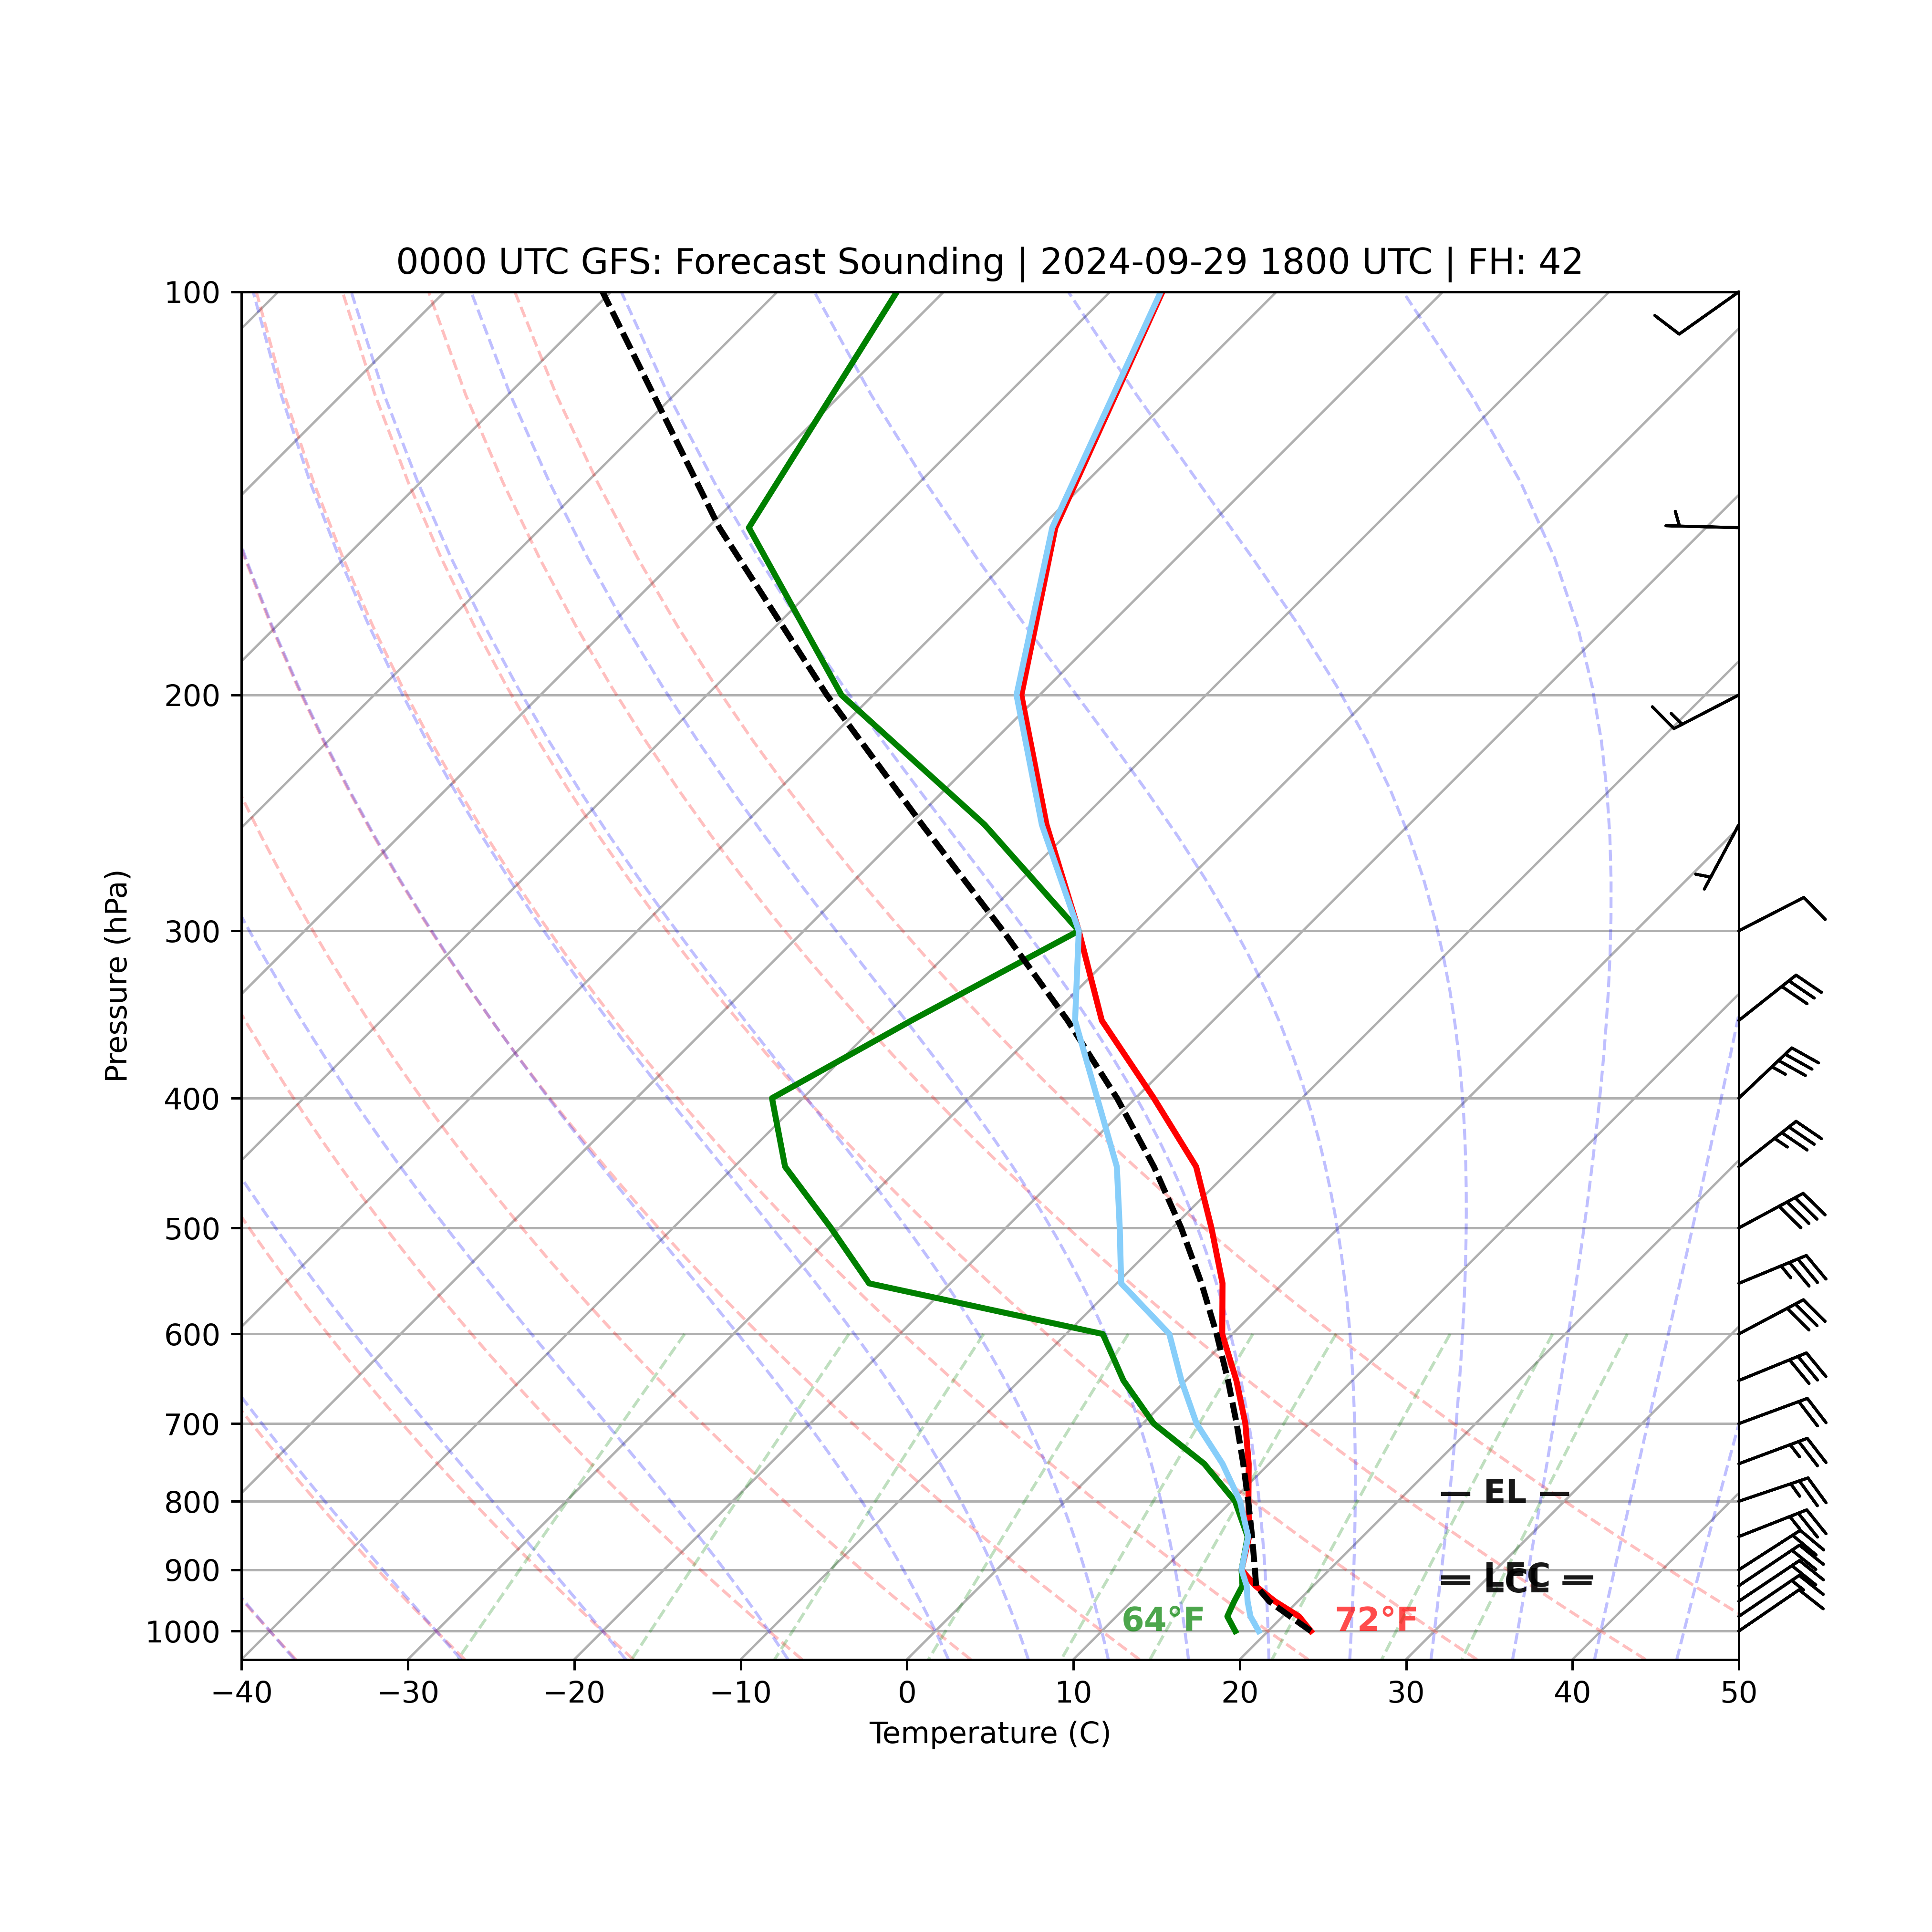 0000 UTC GFS: Forecast Sounding | 2024-09-29 1800 UTC | FH: 42
100
200
300
400
500
600
700
800
900
1000
Pressure (hPa)
— EL —
— LFC —
— LCL —
64°F
72°F
−40 −30 −20 −10 0 10 20 30 40 50
Temperature (C)